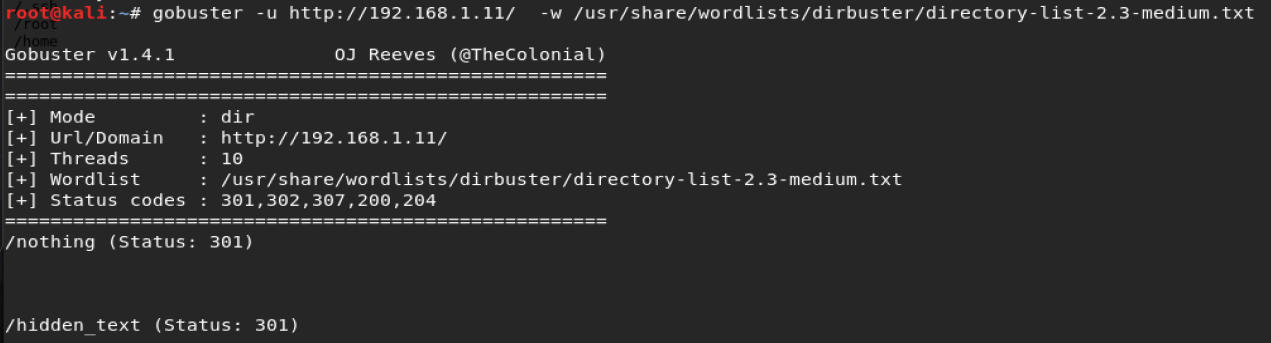 root@kali:~# gobuster -u http://192.168.1.11/  -w /usr/share/wordlists/dirbuster/directory-list-2.3-medium.txt
/root
/home
Gobuster v1.4.1              OJ Reeves (@TheColonial)
=====================================================
=====================================================
[+] Mode         : dir
[+] Url/Domain   : http://192.168.1.11/
[+] Threads      : 10
[+] Wordlist     : /usr/share/wordlists/dirbuster/directory-list-2.3-medium.txt
[+] Status codes : 301,302,307,200,204
=====================================================
/nothing (Status: 301)
/hidden_text (Status: 301)